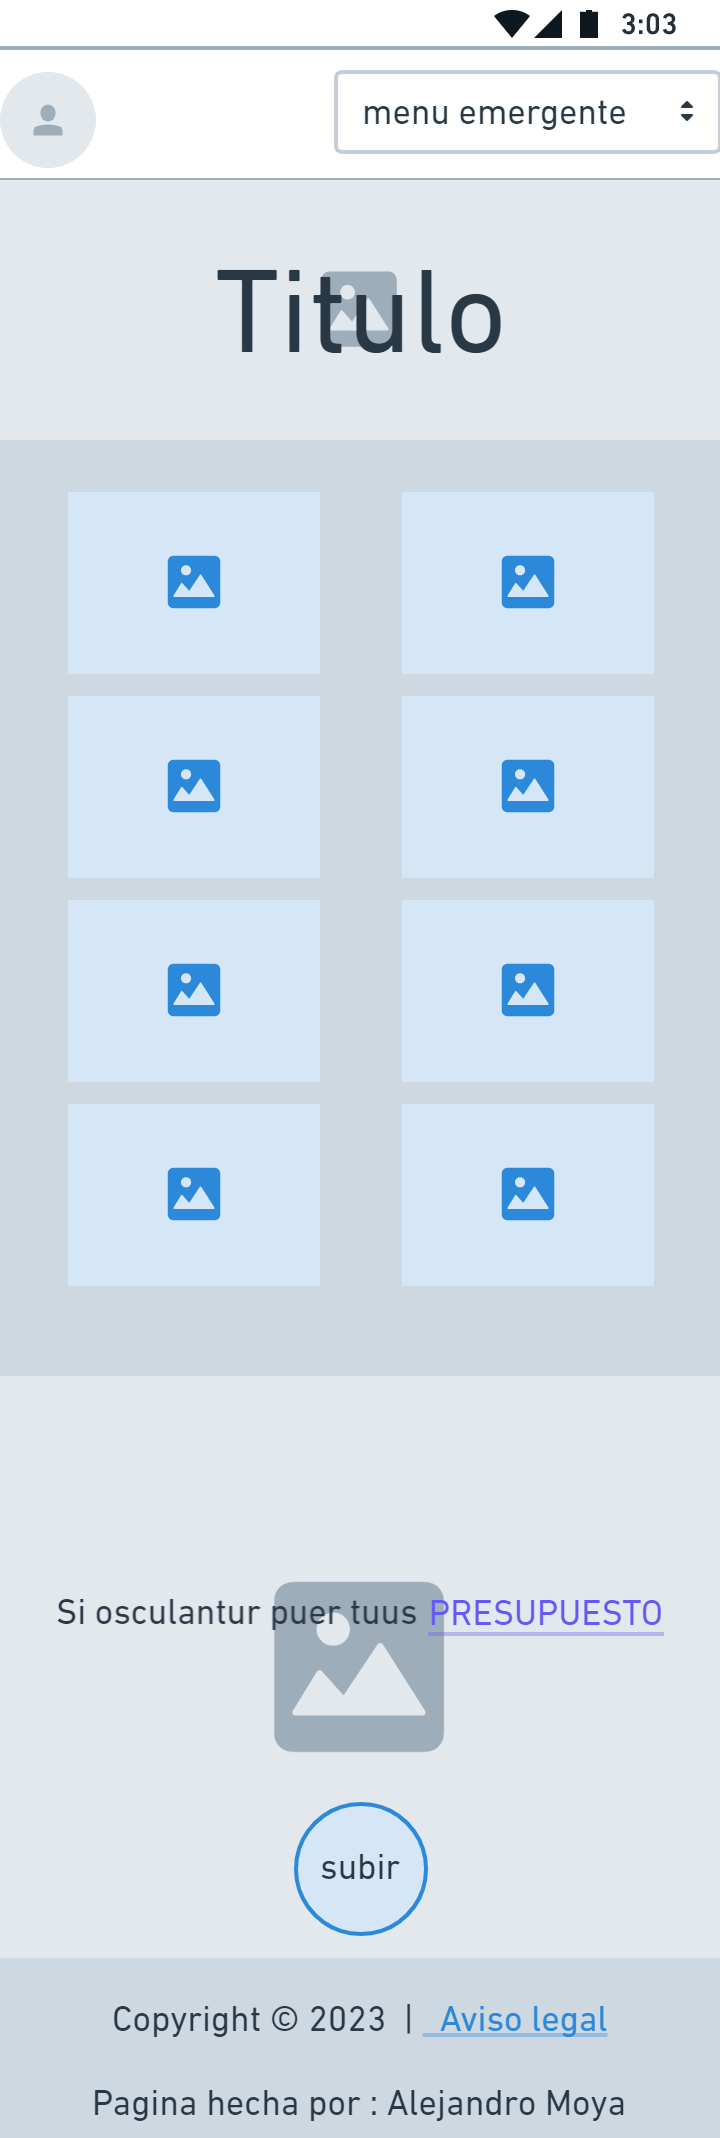 3:03
menu emergente
Titulo
Si osculantur puer tuus PRESUPUESTO
subir
Copyright © 2023 | Aviso legal
Pagina hecha por : Alejandro Moya